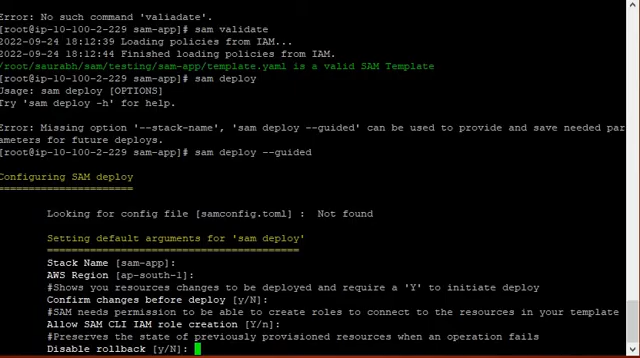 Error: No such command 'valiadate'.
[root@ip-10-100-2-229 sam-app]# sam validate
2022-09-24 18:12:39 Loading policies from IAM...
2022-09-24 18:12:44 Finished loading policies from IAM.
/root/saurabh/sam/testing/sam-app/template.yaml is a valid SAM Template
[root@ip-10-100-2-229 sam-app]# sam deploy
Usage: sam deploy [OPTIONS]
Try 'sam deploy -h' for help.
Error: Missing option '--stack-name', 'sam deploy --guided' can be used to provide and save needed par
ameters for future deploys.
[root@ip-10-100-2-229 sam-app]# sam deploy --guided
Configuring SAM deploy
======================
Looking for config file [samconfig.toml] :  Not found
Setting default arguments for 'sam deploy'
=========================================
Stack Name [sam-app]:
AWS Region [ap-south-1]:
#Shows you resources changes to be deployed and require a 'Y' to initiate deploy
Confirm changes before deploy [y/N]:
#SAM needs permission to be able to create roles to connect to the resources in your template
Allow SAM CLI IAM role creation [Y/n]:
#Preserves the state of previously provisioned resources when an operation fails
Disable rollback [y/N]: